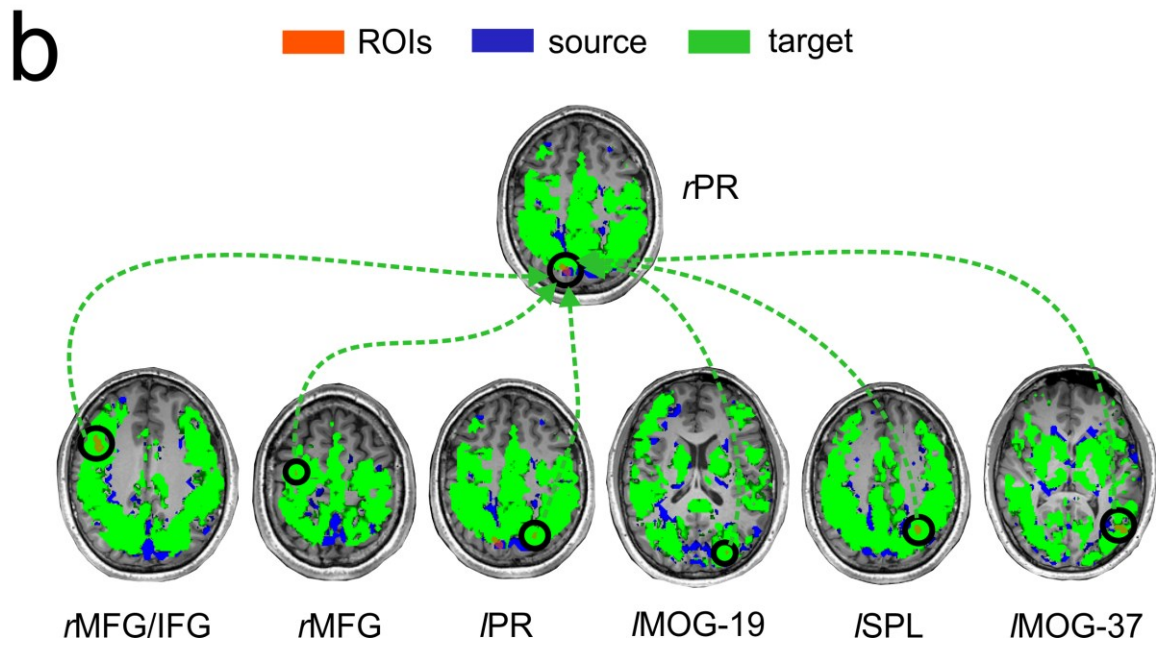 b
ROIs source target
rPR
rMFG/IFG rMFG lPR lMOG-19 lSPL lMOG-37